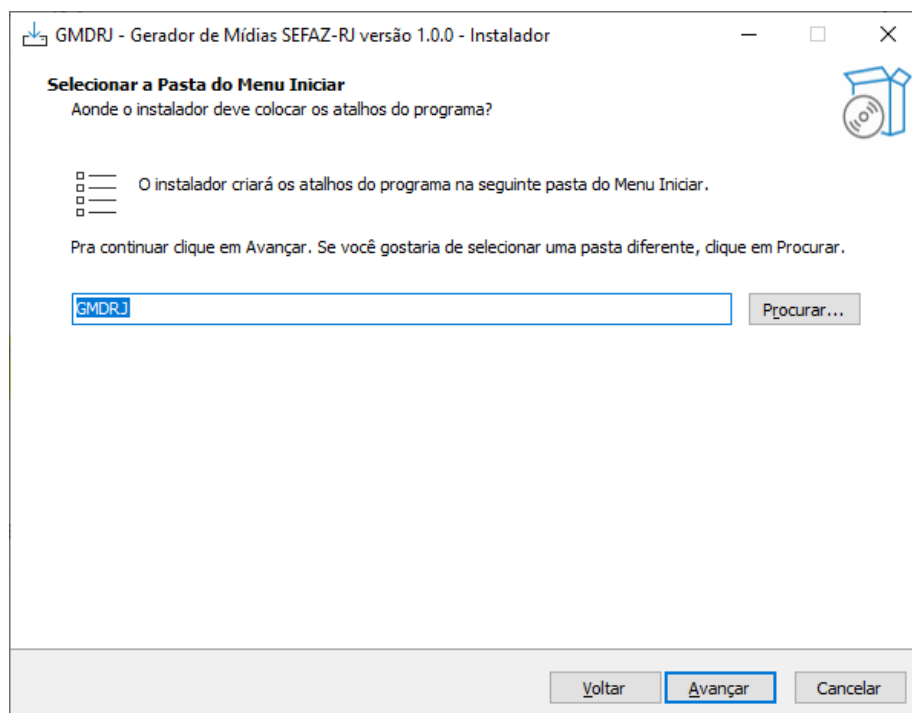 GMDRJ - Gerador de Mídias SEFAZ-RJ versão 1.0.0 - Instalador
Selecionar a Pasta do Menu Iniciar
Aonde o instalador deve colocar os atalhos do programa?
O instalador criará os atalhos do programa na seguinte pasta do Menu Iniciar.
Pra continuar clique em Avançar. Se você gostaria de selecionar uma pasta diferente, clique em Procurar.
GMDRJ
Procurar...
Voltar
Avançar
Cancelar